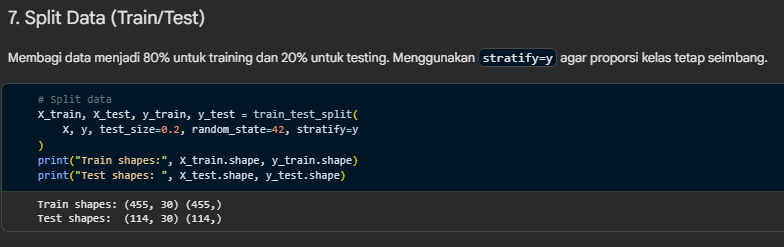 7. Split Data (Train/Test)
Membagi data menjadi 80% untuk training dan 20% untuk testing. Menggunakan stratify=y agar proporsi kelas tetap seimbang.
# Split data
X_train, X_test, y_train, y_test = train_test_split(
    X, y, test_size=0.2, random_state=42, stratify=y
)
print("Train shapes:", X_train.shape, y_train.shape)
print("Test shapes: ", X_test.shape, y_test.shape)
Train shapes: (455, 30) (455,)
Test shapes:  (114, 30) (114,)